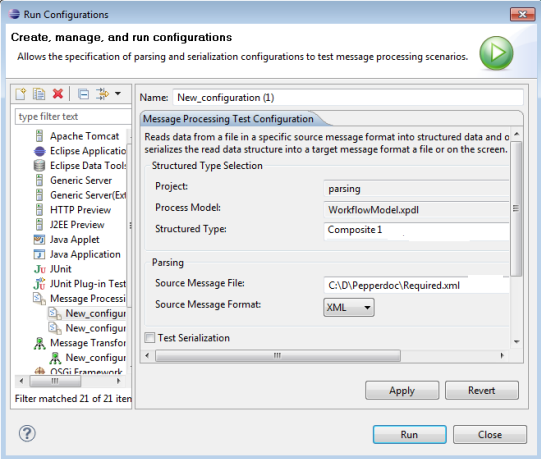 Run Configurations
Create, manage, and run configurations
Allows the specification of parsing and serialization configurations to test message processing scenarios.
type filter text
Apache Tomcat
Eclipse Applicatio
Eclipse Data Tools
Generic Server
Generic Server(Ext
HTTP Preview
J2EE Preview
Java Applet
Java Application
JUnit
JUnit Plug-in Test
Message Processi
New_configur
New_configur
Message Transfor
New_configur
OSGi Framework
Filter matched 21 of 21 iten
Name: New_configuration (1)
Message Processing Test Configuration
Reads data from a file in a specific source message format into structured data and o
serializes the read data structure into a target message format a file or on the screen.
Structured Type Selection
Project: parsing
Process Model: WorkflowModel.xpdl
Structured Type: Composite1
Parsing
Source Message File: C:\D\Pepperdoc\Required.xml
Source Message Format: XML
Test Serialization
Apply Revert
Run Close